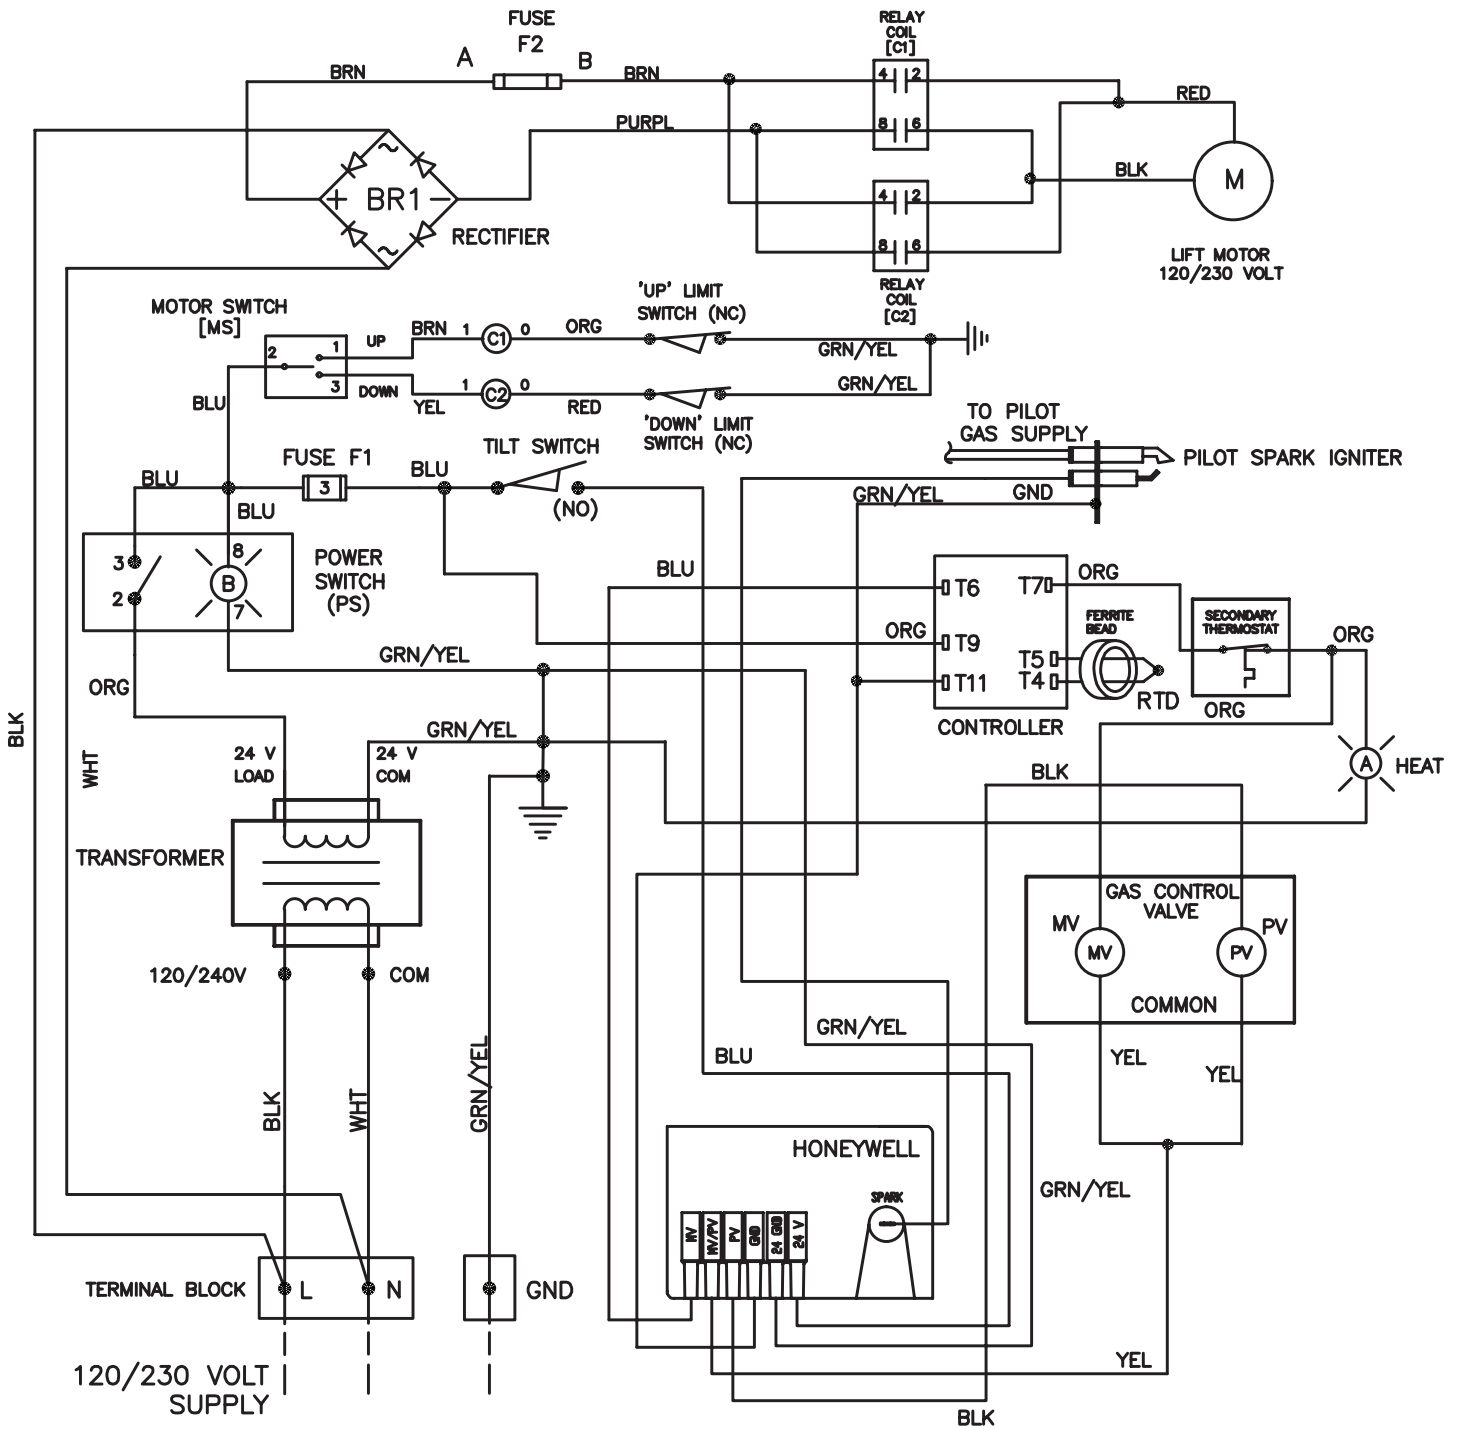 FUSE
F2
A
B
BRN
BRN
RELAY
COIL
[C1]
4
2
8
6
RED
PURPL
BLK
M
BR1
+
−
RECTIFIER
4
2
8
6
RELAY
COIL
[C2]
LIFT MOTOR
120/230 VOLT
MOTOR SWITCH
[MS]
2
1
3
UP
DOWN
BRN
1
C1
0
ORG
'UP' LIMIT
SWITCH (NC)
GRN/YEL
YEL
1
C2
0
RED
'DOWN' LIMIT
SWITCH (NC)
GRN/YEL
BLU
TO PILOT
GAS SUPPLY
PILOT SPARK IGNITER
GND
GRN/YEL
BLU
FUSE F1
3
BLU
TILT SWITCH
(NO)
BLU
3
2
8
B
7
POWER
SWITCH
(PS)
BLU
T6
T7
ORG
ORG
T9
T5
T11
T4
CONTROLLER
FERRITE
BEAD
RTD
SECONDARY
THERMOSTAT
ORG
ORG
GRN/YEL
ORG
GRN/YEL
BLK
WHT
24 V
LOAD
24 V
COM
A
HEAT
BLK
TRANSFORMER
GAS CONTROL
VALVE
MV
MV
PV
PV
COMMON
120/240V
COM
GRN/YEL
BLU
YEL
YEL
BLK
WHT
GRN/YEL
HONEYWELL
SPARK
MV
MV/PV
PV
GND
24 GND
24 V
GRN/YEL
TERMINAL BLOCK
L
N
GND
YEL
120/230 VOLT
SUPPLY
BLK